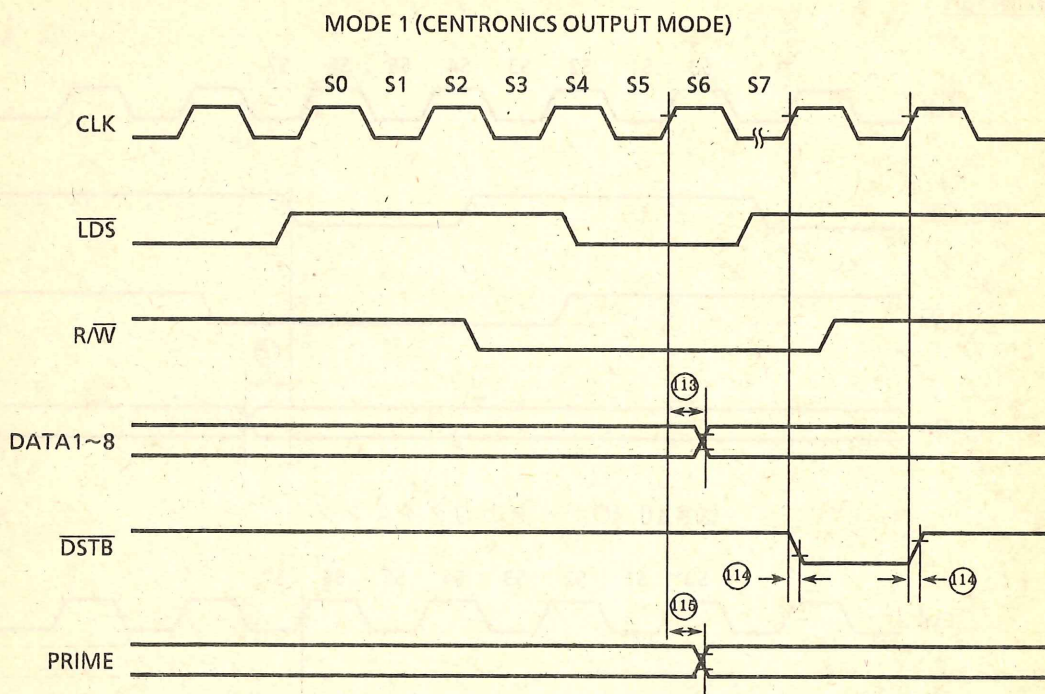 MODE 1 (CENTRONICS OUTPUT MODE)
S0 S1 S2 S3 S4 S5 S6 S7
CLK
LDS
R/W
113
DATA1~8
DSTB
114
114
115
PRIME